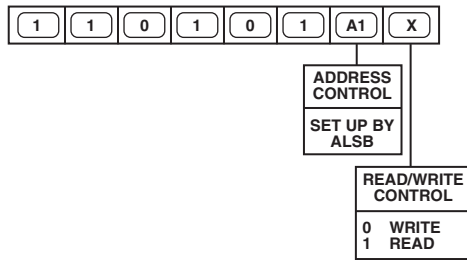 1 1 0 1 0 1 A1 X
ADDRESS
CONTROL
SET UP BY
ALSB
READ/WRITE
CONTROL
0 WRITE
1 READ